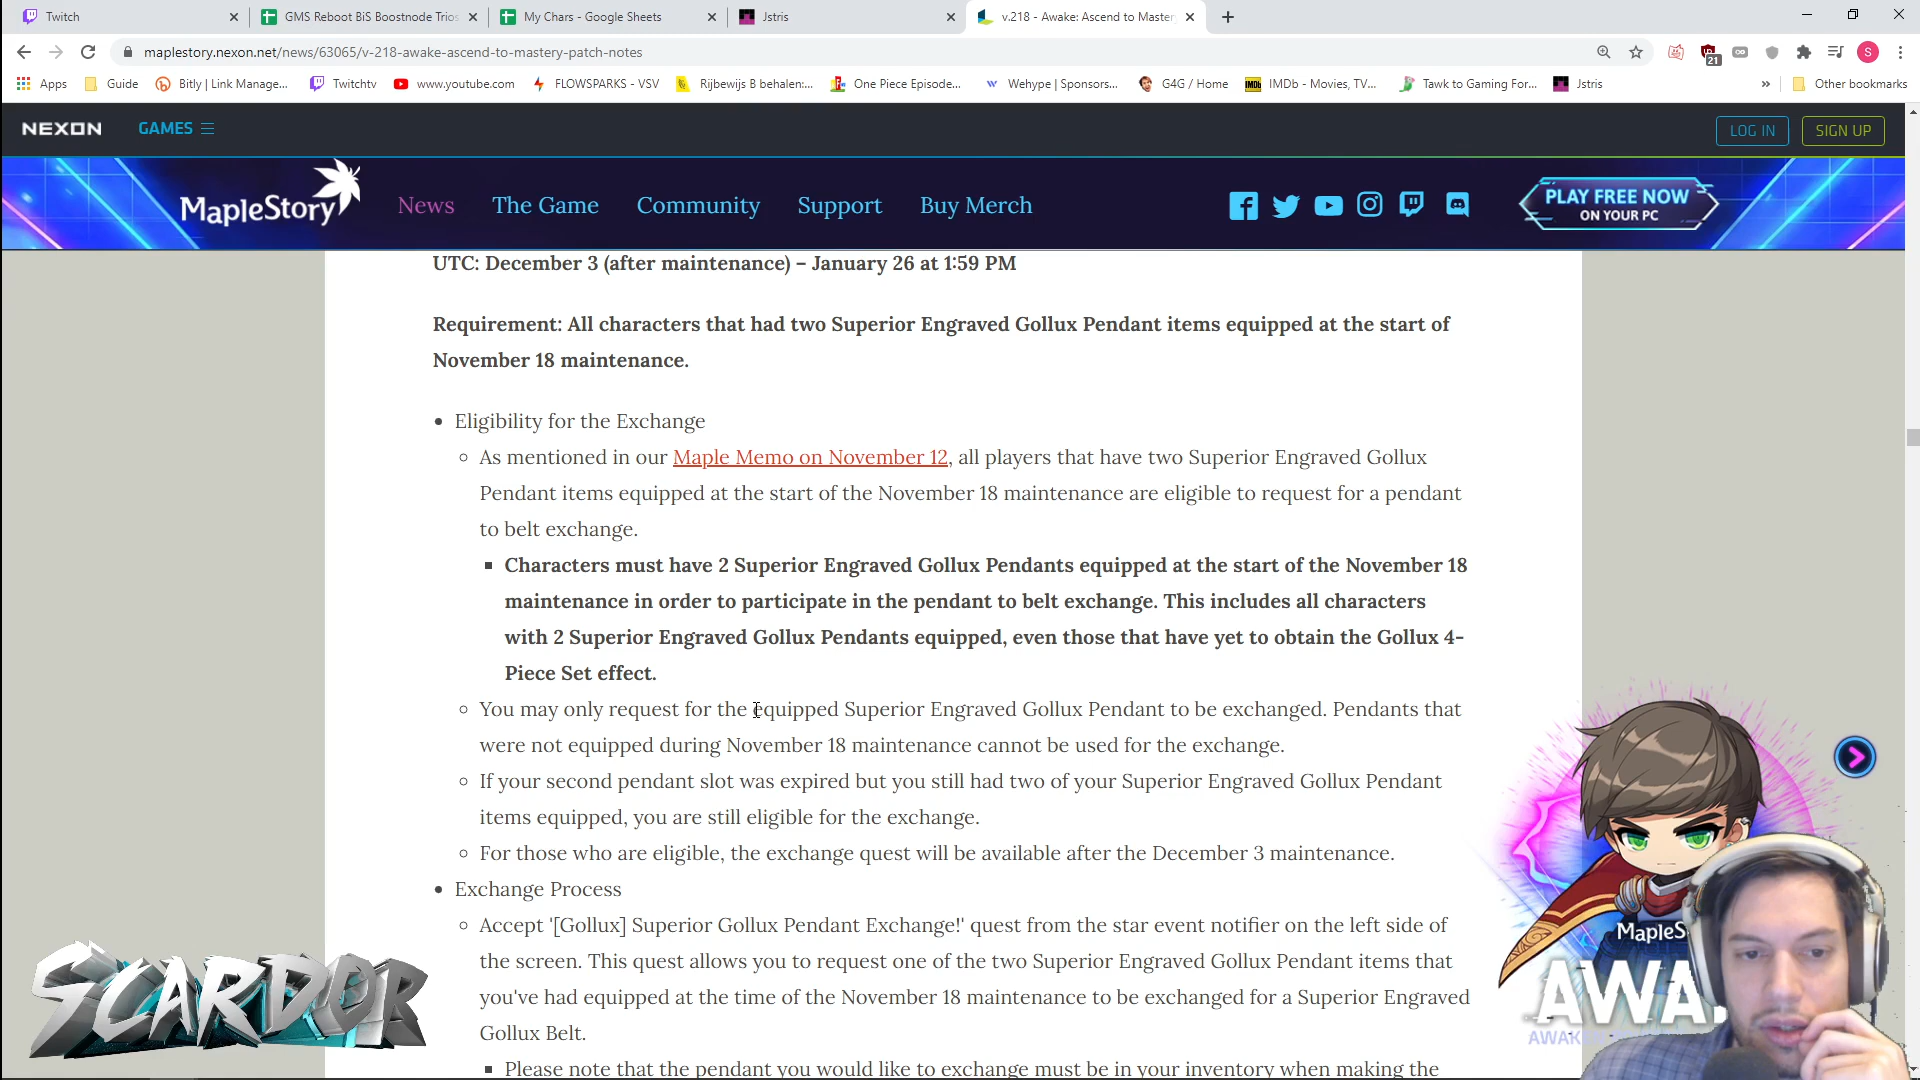 Twitch
GMS Reboot BiS Boostnode Trios
My Chars - Google Sheets
Jstris
v.218 - Awake: Ascend to Master
maplestory.nexon.net/news/63065/v-218-awake-ascend-to-mastery-patch-notes
21
S
Apps
Guide
Bitly | Link Manage...
Twitchtv
www.youtube.com
FLOWSPARKS - VSV
Rijbewijs B behalen:...
One Piece Episode...
Wehype | Sponsors...
G4G / Home
IMDb
IMDb - Movies, TV...
Tawk to Gaming For...
Jstris
»
Other bookmarks
NEXON
GAMES
LOG IN
SIGN UP
MapleStory
News
The Game
Community
Support
Buy Merch
PLAY FREE NOW
ON YOUR PC
UTC: December 3 (after maintenance) – January 26 at 1:59 PM
Requirement: All characters that had two Superior Engraved Gollux Pendant items equipped at the start of
November 18 maintenance.
Eligibility for the Exchange
As mentioned in our Maple Memo on November 12, all players that have two Superior Engraved Gollux
Pendant items equipped at the start of the November 18 maintenance are eligible to request for a pendant
to belt exchange.
Characters must have 2 Superior Engraved Gollux Pendants equipped at the start of the November 18
maintenance in order to participate in the pendant to belt exchange. This includes all characters
with 2 Superior Engraved Gollux Pendants equipped, even those that have yet to obtain the Gollux 4-
Piece Set effect.
You may only request for the equipped Superior Engraved Gollux Pendant to be exchanged. Pendants that
were not equipped during November 18 maintenance cannot be used for the exchange.
If your second pendant slot was expired but you still had two of your Superior Engraved Gollux Pendant
items equipped, you are still eligible for the exchange.
For those who are eligible, the exchange quest will be available after the December 3 maintenance.
Exchange Process
Accept '[Gollux] Superior Gollux Pendant Exchange!' quest from the star event notifier on the left side of
the screen. This quest allows you to request one of the two Superior Engraved Gollux Pendant items that
you've had equipped at the time of the November 18 maintenance to be exchanged for a Superior Engraved
Gollux Belt.
Please note that the pendant you would like to exchange must be in your inventory when making the
SCARDOR
MapleS
AWA
AWAK